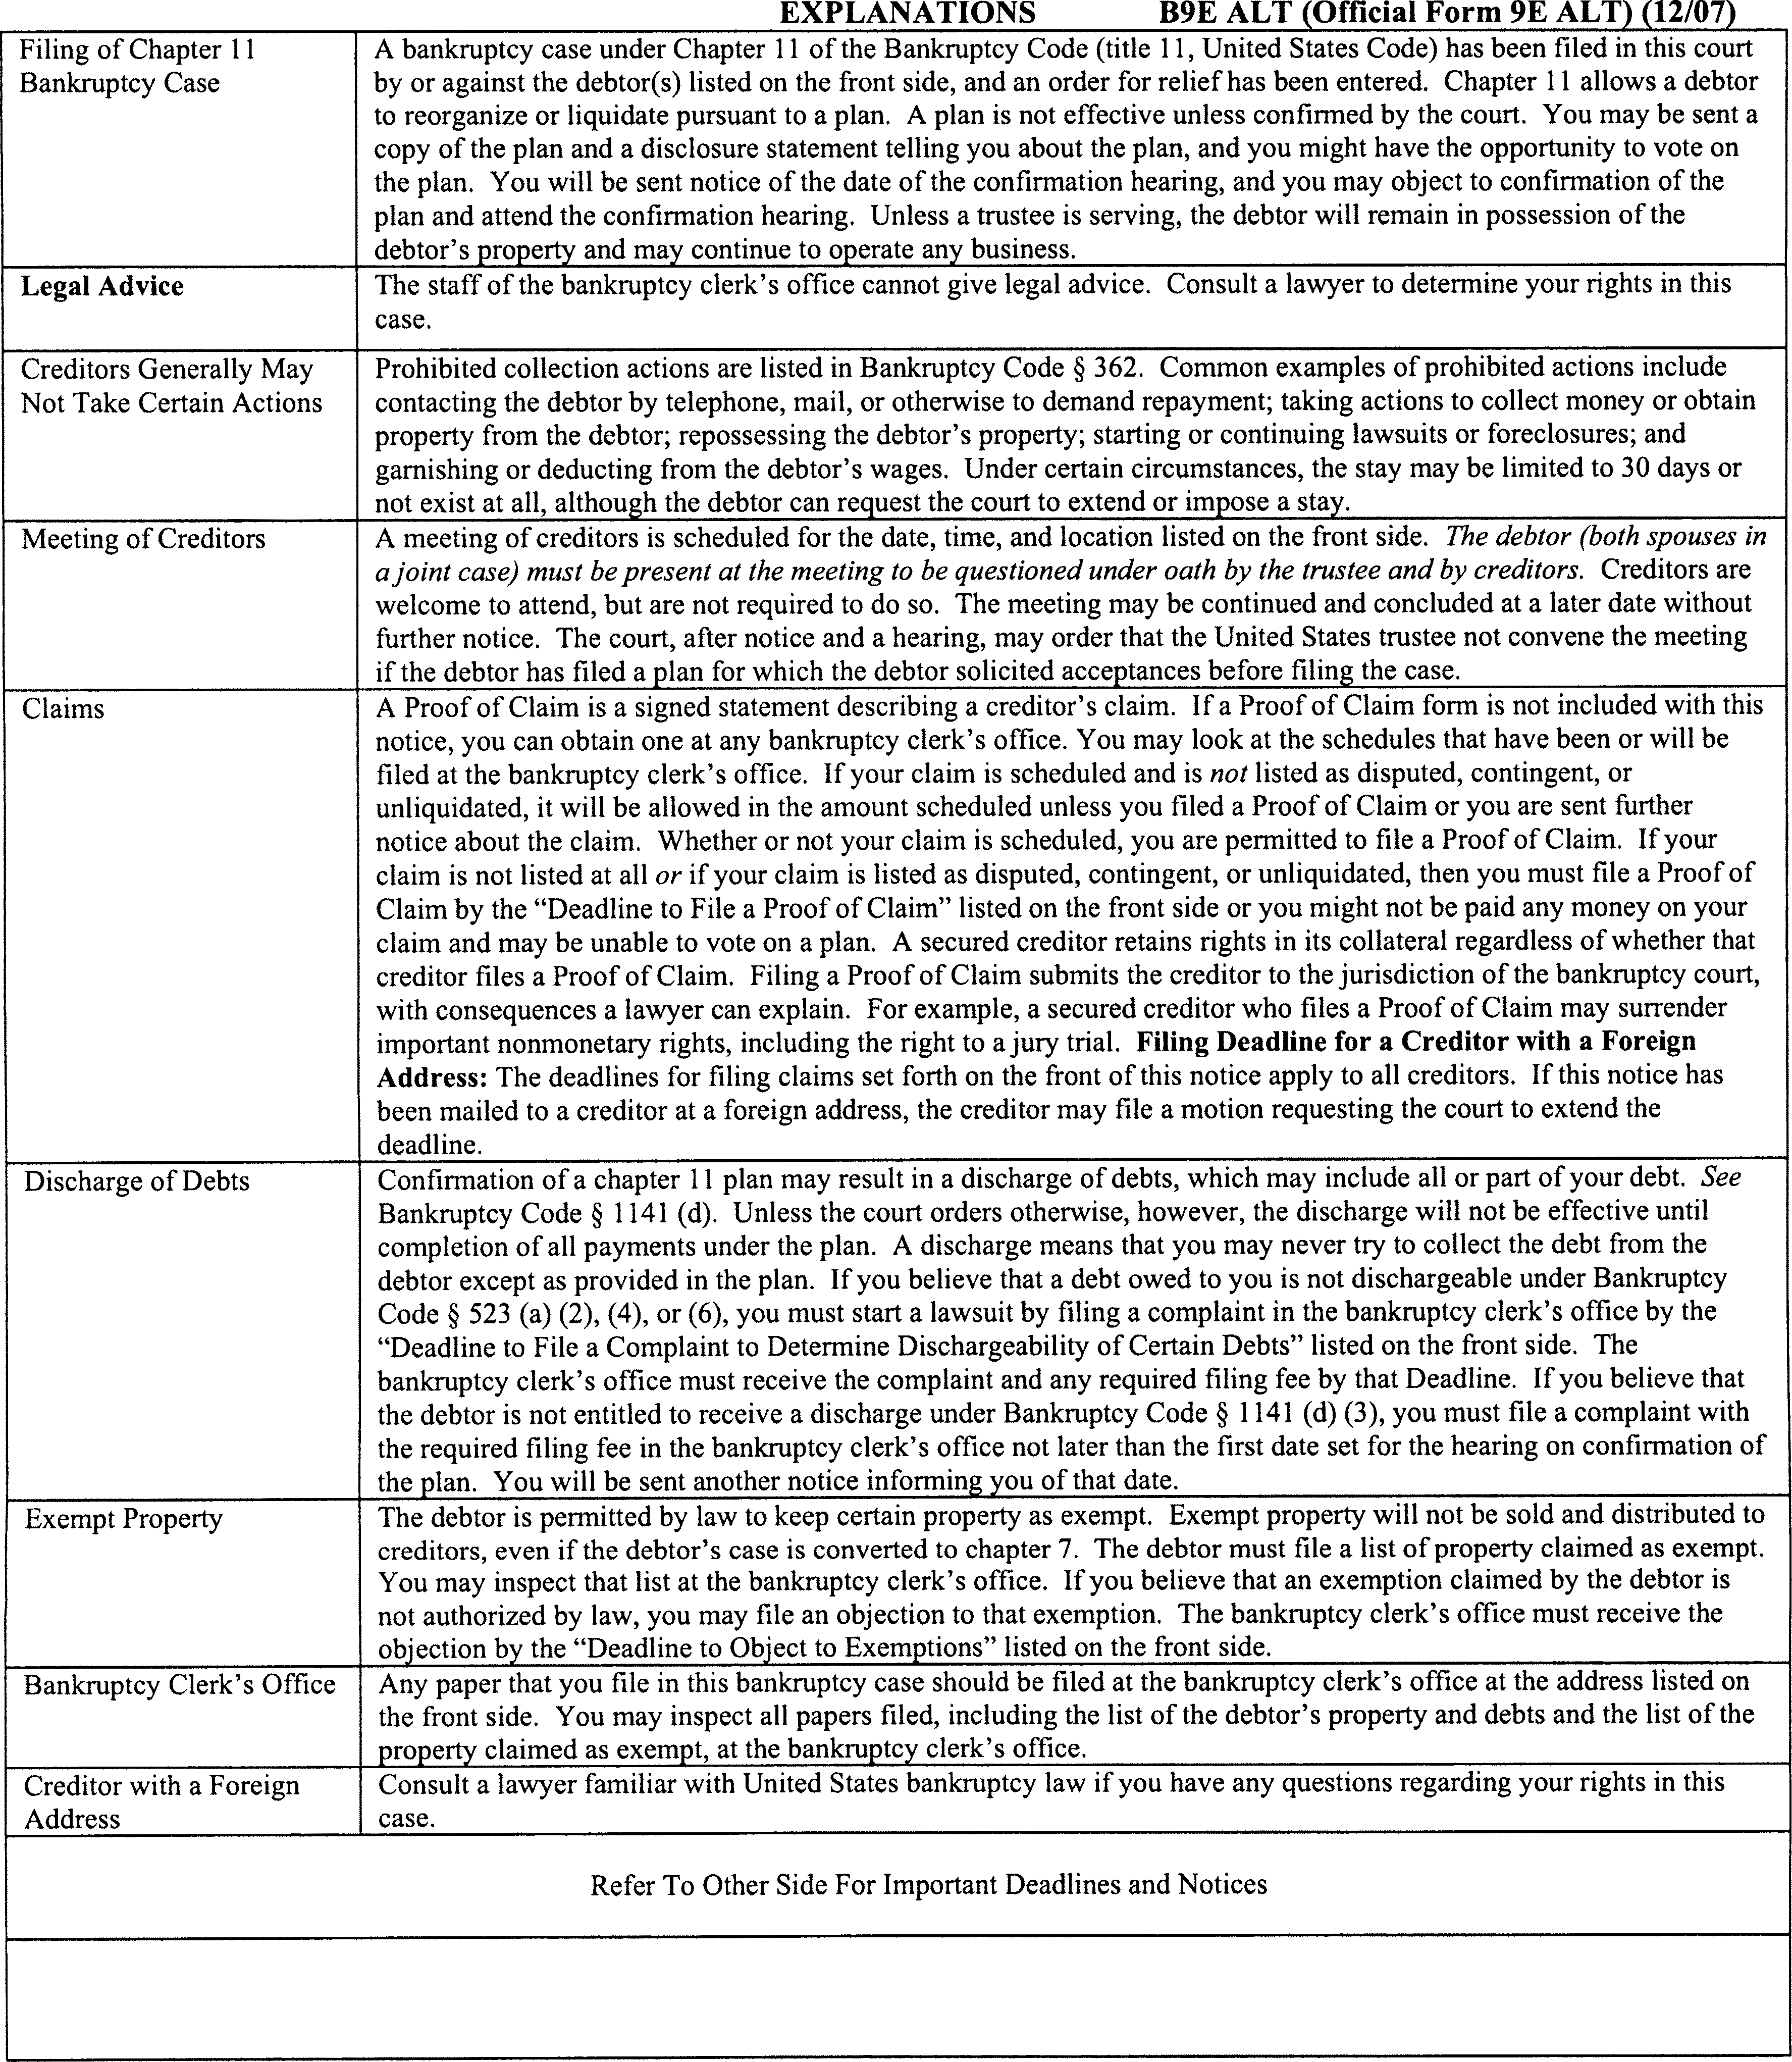 EXPLANATIONS B9E ALT (Official Form 9E ALT) (12/07)
Filing of Chapter 11
Bankruptcy Case
A bankruptcy case under Chapter 11 of the Bankruptcy Code (title 11, United States Code) has been filed in this court
by or against the debtor(s) listed on the front side, and an order for relief has been entered. Chapter 11 allows a debtor
to reorganize or liquidate pursuant to a plan. A plan is not effective unless confirmed by the court. You may be sent a
copy of the plan and a disclosure statement telling you about the plan, and you might have the opportunity to vote on
the plan. You will be sent notice of the date of the confirmation hearing, and you may object to confirmation of the
plan and attend the confirmation hearing. Unless a trustee is serving, the debtor will remain in possession of the
debtor's property and may continue to operate any business.
Legal Advice
The staff of the bankruptcy clerk's office cannot give legal advice. Consult a lawyer to determine your rights in this
case.
Creditors Generally May
Not Take Certain Actions
Prohibited collection actions are listed in Bankruptcy Code § 362. Common examples of prohibited actions include
contacting the debtor by telephone, mail, or otherwise to demand repayment; taking actions to collect money or obtain
property from the debtor; repossessing the debtor's property; starting or continuing lawsuits or foreclosures; and
garnishing or deducting from the debtor's wages. Under certain circumstances, the stay may be limited to 30 days or
not exist at all, although the debtor can request the court to extend or impose a stay.
Meeting of Creditors
A meeting of creditors is scheduled for the date, time, and location listed on the front side. The debtor (both spouses in
a joint case) must be present at the meeting to be questioned under oath by the trustee and by creditors. Creditors are
welcome to attend, but are not required to do so. The meeting may be continued and concluded at a later date without
further notice. The court, after notice and a hearing, may order that the United States trustee not convene the meeting
if the debtor has filed a plan for which the debtor solicited acceptances before filing the case.
Claims
A Proof of Claim is a signed statement describing a creditor's claim. If a Proof of Claim form is not included with this
notice, you can obtain one at any bankruptcy clerk's office. You may look at the schedules that have been or will be
filed at the bankruptcy clerk's office. If your claim is scheduled and is not listed as disputed, contingent, or
unliquidated, it will be allowed in the amount scheduled unless you filed a Proof of Claim or you are sent further
notice about the claim. Whether or not your claim is scheduled, you are permitted to file a Proof of Claim. If your
claim is not listed at all or if your claim is listed as disputed, contingent, or unliquidated, then you must file a Proof of
Claim by the “Deadline to File a Proof of Claim” listed on the front side or you might not be paid any money on your
claim and may be unable to vote on a plan. A secured creditor retains rights in its collateral regardless of whether that
creditor files a Proof of Claim. Filing a Proof of Claim submits the creditor to the jurisdiction of the bankruptcy court,
with consequences a lawyer can explain. For example, a secured creditor who files a Proof of Claim may surrender
important nonmonetary rights, including the right to a jury trial. Filing Deadline for a Creditor with a Foreign
Address: The deadlines for filing claims set forth on the front of this notice apply to all creditors. If this notice has
been mailed to a creditor at a foreign address, the creditor may file a motion requesting the court to extend the
deadline.
Discharge of Debts
Confirmation of a chapter 11 plan may result in a discharge of debts, which may include all or part of your debt. See
Bankruptcy Code § 1141 (d). Unless the court orders otherwise, however, the discharge will not be effective until
completion of all payments under the plan. A discharge means that you may never try to collect the debt from the
debtor except as provided in the plan. If you believe that a debt owed to you is not dischargeable under Bankruptcy
Code § 523 (a) (2), (4), or (6), you must start a lawsuit by filing a complaint in the bankruptcy clerk's office by the
“Deadline to File a Complaint to Determine Dischargeability of Certain Debts” listed on the front side. The
bankruptcy clerk's office must receive the complaint and any required filing fee by that Deadline. If you believe that
the debtor is not entitled to receive a discharge under Bankruptcy Code § 1141 (d) (3), you must file a complaint with
the required filing fee in the bankruptcy clerk's office not later than the first date set for the hearing on confirmation of
the plan. You will be sent another notice informing you of that date.
Exempt Property
The debtor is permitted by law to keep certain property as exempt. Exempt property will not be sold and distributed to
creditors, even if the debtor's case is converted to chapter 7. The debtor must file a list of property claimed as exempt.
You may inspect that list at the bankruptcy clerk's office. If you believe that an exemption claimed by the debtor is
not authorized by law, you may file an objection to that exemption. The bankruptcy clerk's office must receive the
objection by the “Deadline to Object to Exemptions” listed on the front side.
Bankruptcy Clerk's Office
Any paper that you file in this bankruptcy case should be filed at the bankruptcy clerk's office at the address listed on
the front side. You may inspect all papers filed, including the list of the debtor's property and debts and the list of the
property claimed as exempt, at the bankruptcy clerk's office.
Creditor with a Foreign
Address
Consult a lawyer familiar with United States bankruptcy law if you have any questions regarding your rights in this
case.
Refer To Other Side For Important Deadlines and Notices